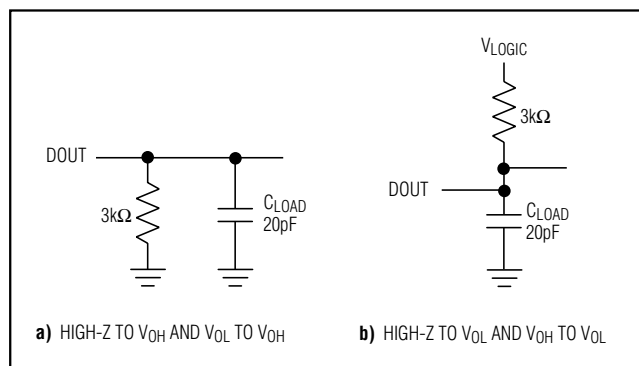 DOUT
3kΩ
CLOAD
20pF
a) HIGH-Z TO VOH AND VOL TO VOH
VLOGIC
3kΩ
DOUT
CLOAD
20pF
b) HIGH-Z TO VOL AND VOH TO VOL